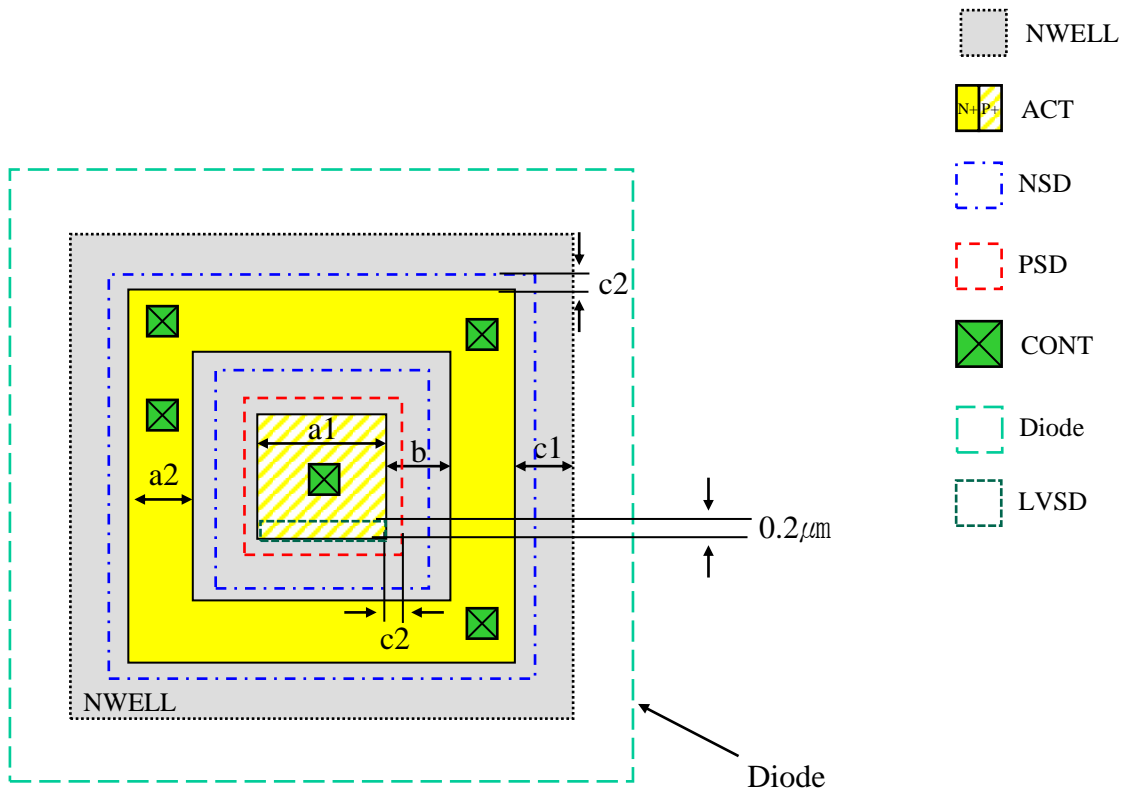 NWELL
N+ P+ ACT
NSD
PSD
CONT
Diode
LVSD
c2
a1
b
c1
a2
0.2㎛
c2
NWELL
Diode